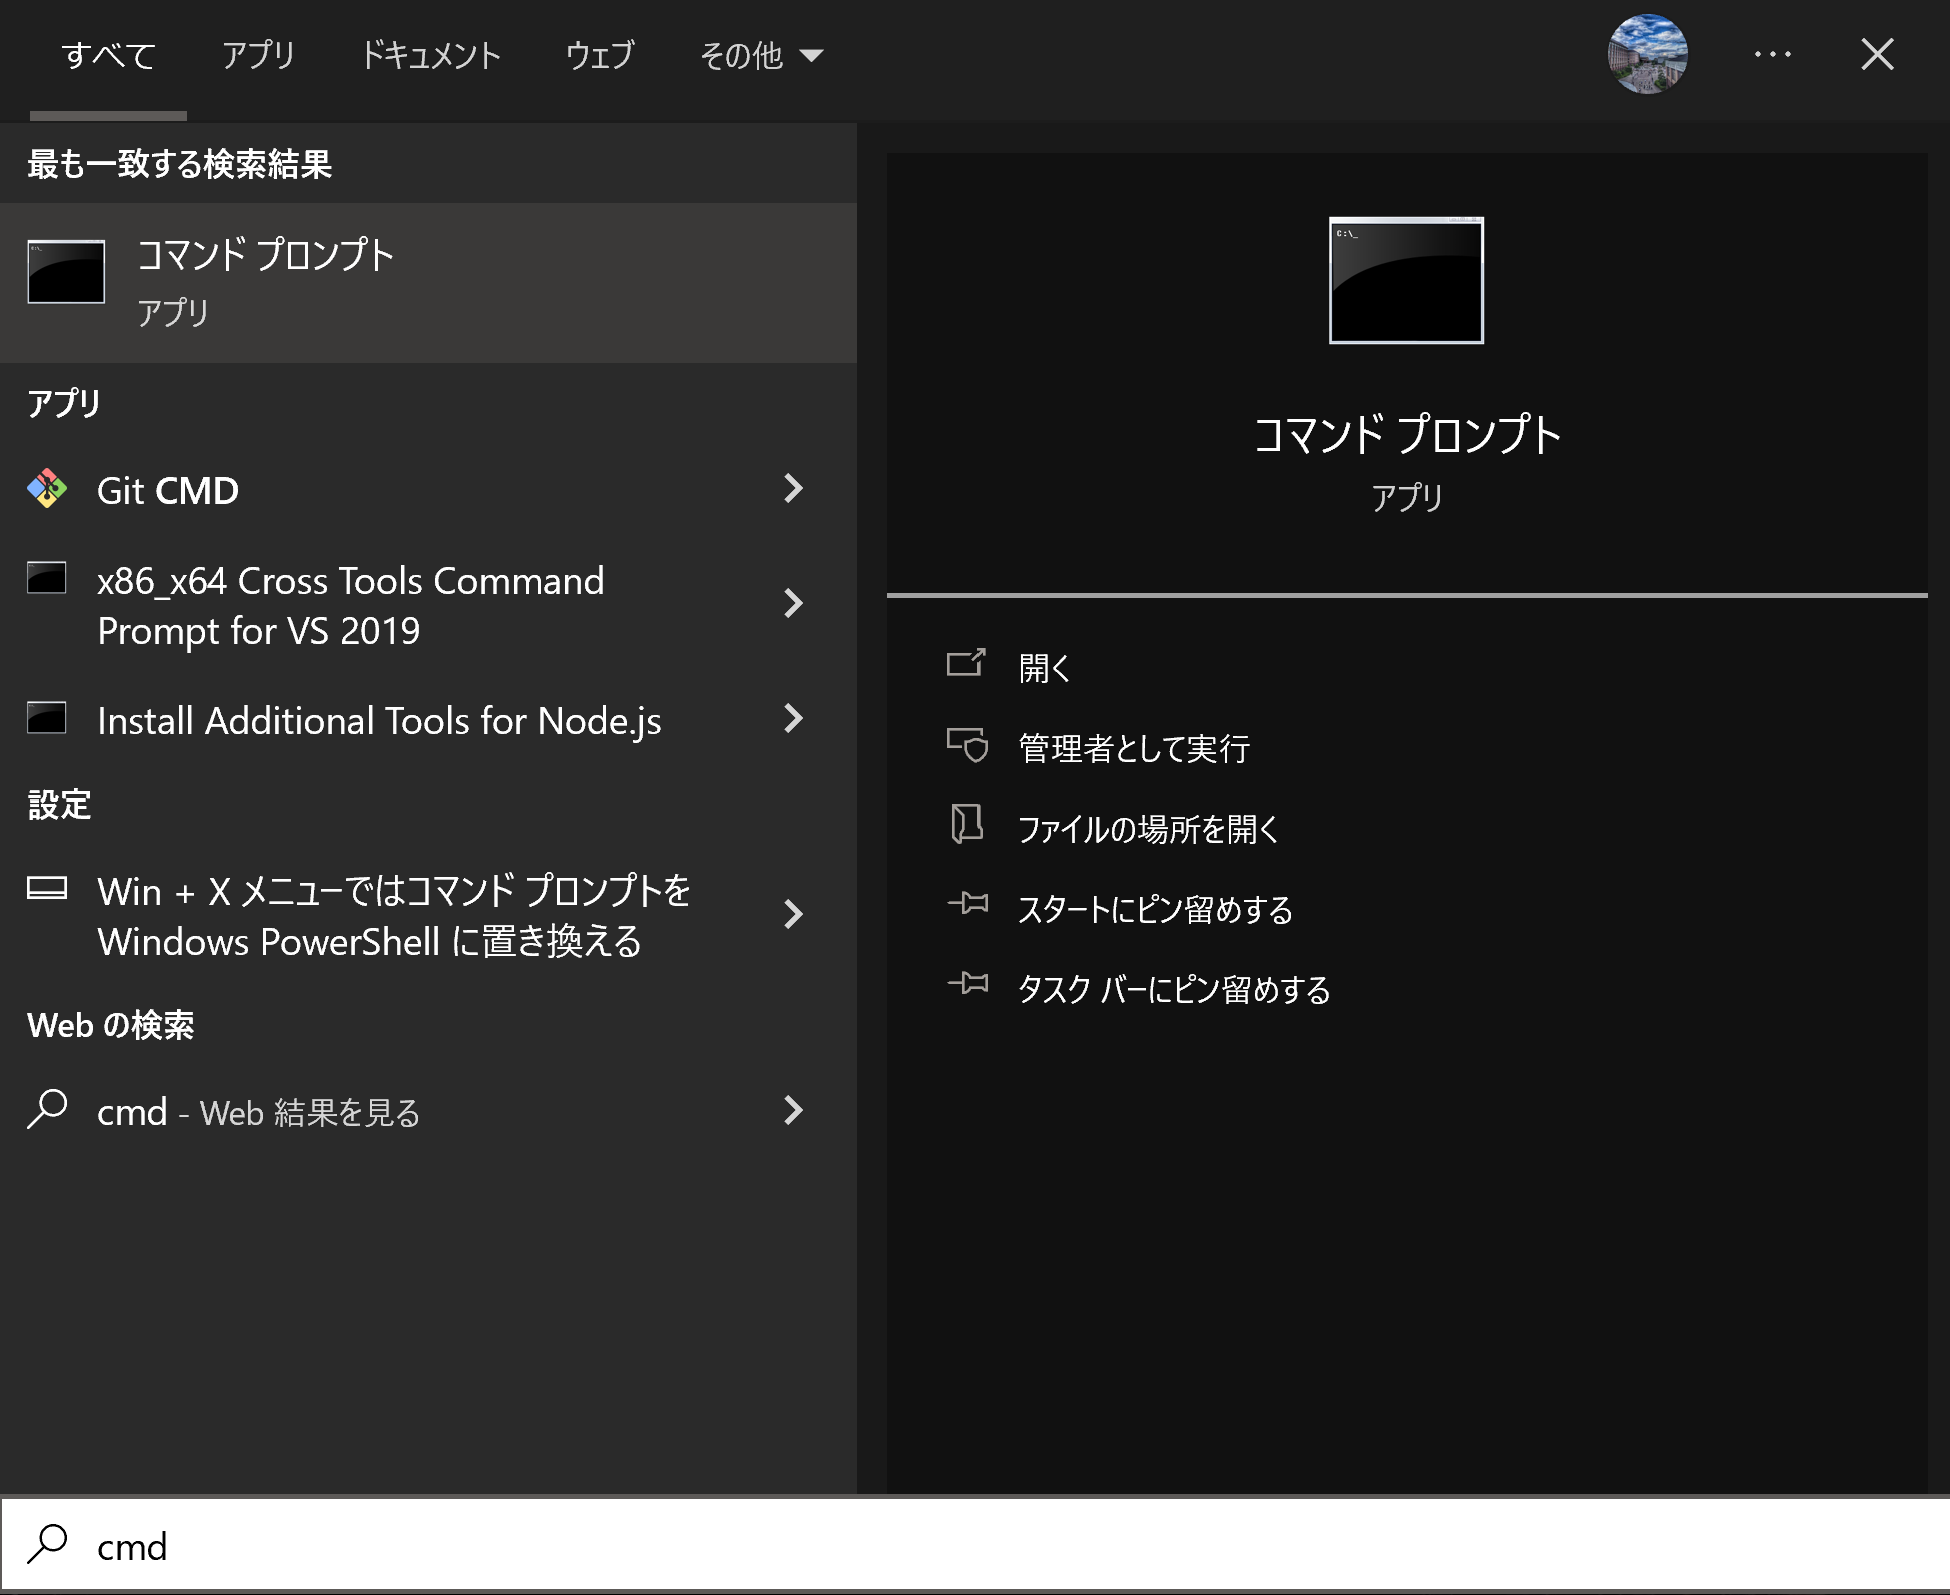 すべて
アプリ
ドキュメント
ウェブ
その他
最も一致する検索結果
コマンド プロンプト
アプリ
アプリ
Git CMD
x86_x64 Cross Tools Command
Prompt for VS 2019
Install Additional Tools for Node.js
設定
Win + X メニューではコマンド プロンプトを
Windows PowerShell に置き換える
Web の検索
cmd - Web 結果を見る
C:\_
コマンド プロンプト
アプリ
開く
管理者として実行
ファイルの場所を開く
スタートにピン留めする
タスク バーにピン留めする
cmd